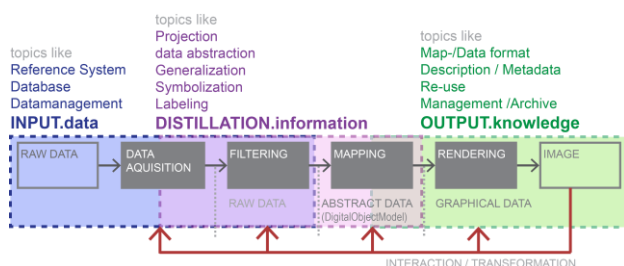 topics like
Reference System
Database
Datamanagement
INPUT.data
topics like
Projection
data abstraction
Generalization
Symbolization
Labeling
DISTILLATION.information
topics like
Map-/Data format
Description / Metadata
Re-use
Management /Archive
OUTPUT.knowledge
RAW DATA
DATA
AQUISITION
FILTERING
MAPPING
RENDERING
IMAGE
RAW DATA
ABSTRACT DATA
(DigitalObjectModel)
GRAPHICAL DATA
INTERACTION / TRANSFORMATION